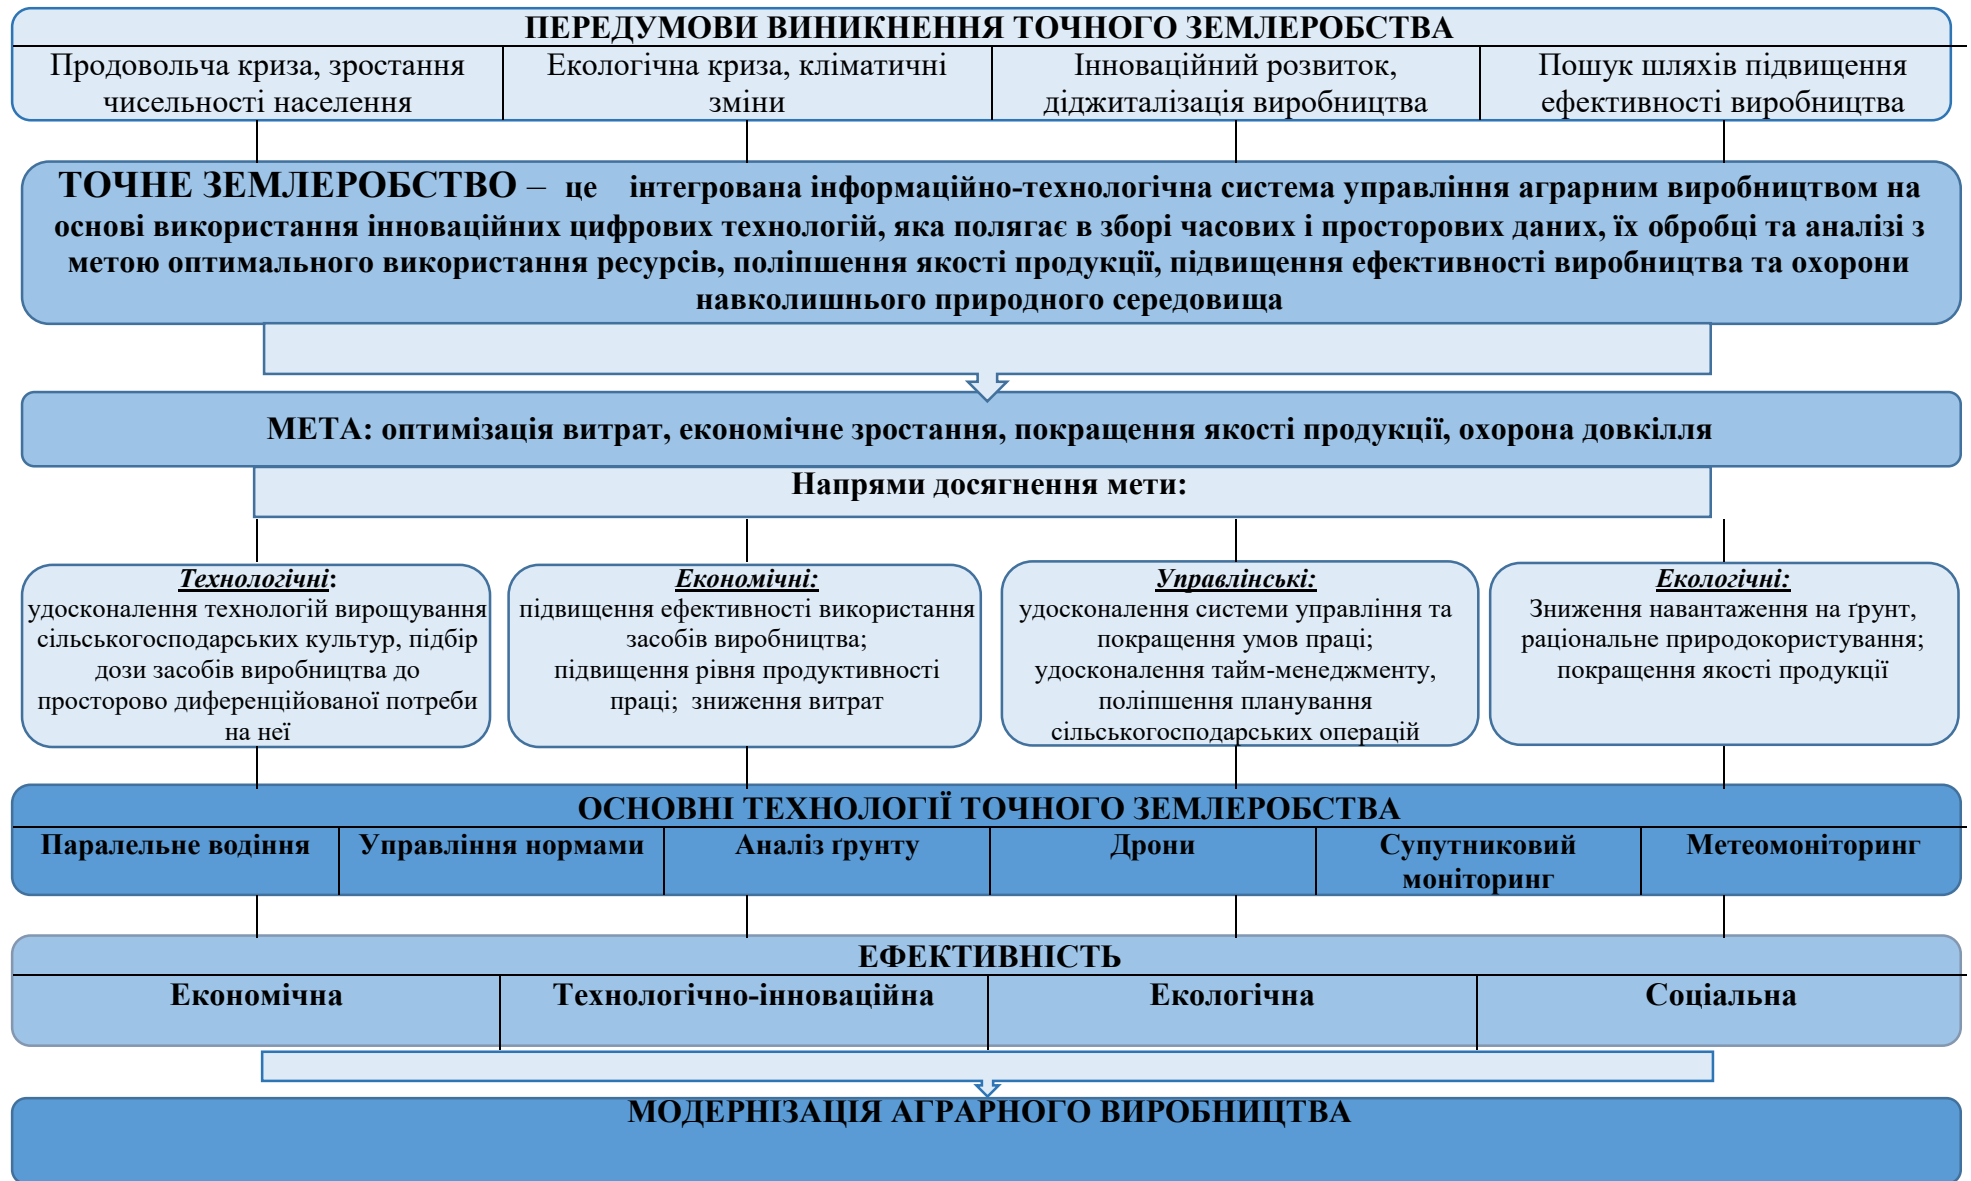 ПЕРЕДУМОВИ ВИНИКНЕННЯ ТОЧНОГО ЗЕМЛЕРОБСТВА
Продовольча криза, зростання
чисельності населення
Екологічна криза, кліматичні
зміни
Інноваційний розвиток,
діджиталізація виробництва
Пошук шляхів підвищення
ефективності виробництва
ТОЧНЕ ЗЕМЛЕРОБСТВО – це інтегрована інформаційно-технологічна система управління аграрним виробництвом на
основі використання інноваційних цифрових технологій, яка полягає в зборі часових і просторових даних, їх обробці та аналізі з
метою оптимального використання ресурсів, поліпшення якості продукції, підвищення ефективності виробництва та охорони
навколишнього природного середовища
МЕТА: оптимізація витрат, економічне зростання, покращення якості продукції, охорона довкілля
Напрями досягнення мети:
Технологічні:
удосконалення технологій вирощування
сільськогосподарських культур, підбір
дози засобів виробництва до
просторово диференційованої потреби
на неї
Економічні:
підвищення ефективності використання
засобів виробництва;
підвищення рівня продуктивності
праці; зниження витрат
Управлінські:
удосконалення системи управління та
покращення умов праці;
удосконалення тайм-менеджменту,
поліпшення планування
сільськогосподарських операцій
Екологічні:
Зниження навантаження на ґрунт,
раціональне природокористування;
покращення якості продукції
ОСНОВНІ ТЕХНОЛОГІЇ ТОЧНОГО ЗЕМЛЕРОБСТВА
Паралельне водіння
Управління нормами
Аналіз ґрунту
Дрони
Супутниковий
моніторинг
Метеомоніторинг
ЕФЕКТИВНІСТЬ
Економічна
Технологічно-інноваційна
Екологічна
Соціальна
МОДЕРНІЗАЦІЯ АГРАРНОГО ВИРОБНИЦТВА